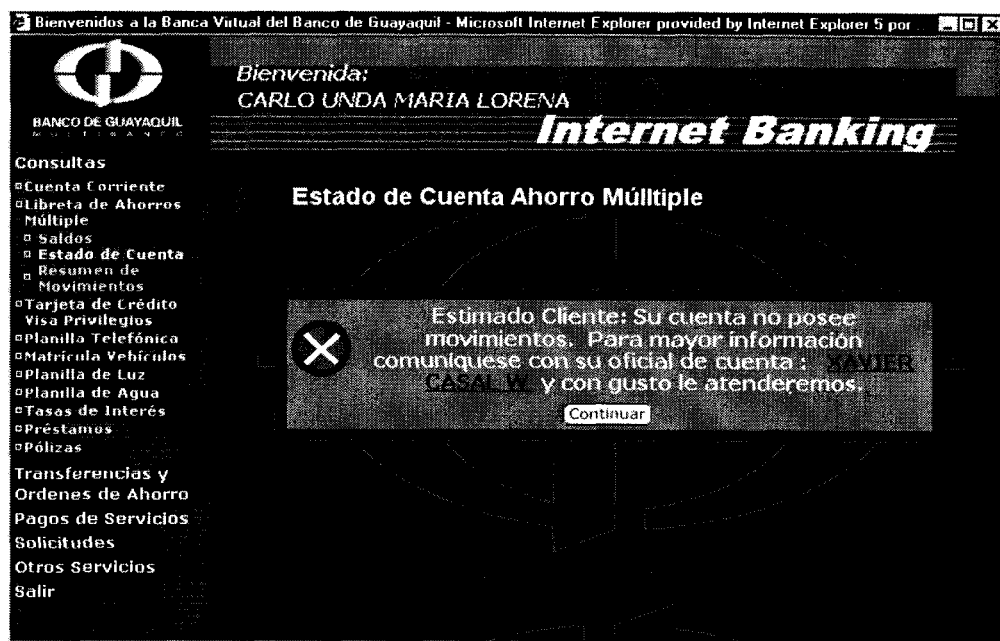 Bienvenidos a la Banca Virtual del Banco de Guayaquil - Microsoft Internet Explorer provided by Internet Explorer 5 por ...
BANCO DE GUAYAQUIL
MULTIBANCO
Bienvenida:
CARLO UNDA MARIA LORENA
Internet Banking
Consultas
Cuenta Corriente
Libreta de Ahorros
Múltiple
Saldos
Estado de Cuenta
Resumen de
Movimientos
Tarjeta de Crédito
Visa Privilegios
Planilla Telefónica
Matrícula Vehículos
Planilla de Luz
Planilla de Agua
Tasas de Interés
Préstamos
Pólizas
Transferencias y
Ordenes de Ahorro
Pagos de Servicios
Solicitudes
Otros Servicios
Salir
Estado de Cuenta Ahorro Múlltiple
Estimado Cliente: Su cuenta no posee
movimientos. Para mayor información
comuníquese con su oficial de cuenta : XAVIER
CASAL W. y con gusto le atenderemos.
Continuar